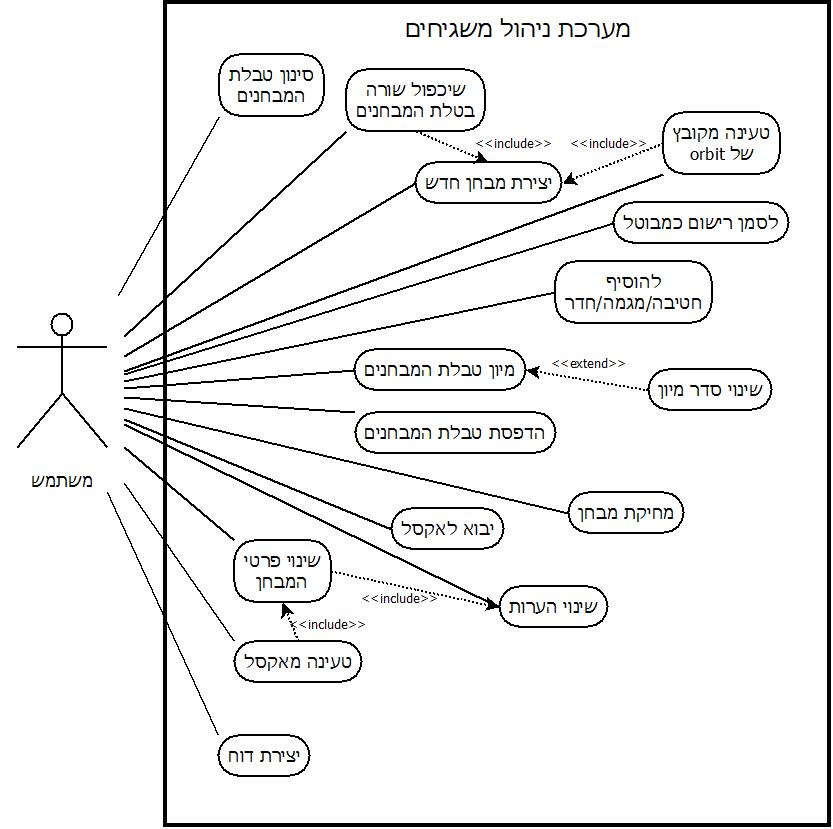 מערכת ניהול משגיחים
סינון טבלת
המבחנים
שיכפול שורה
בטלת המבחנים
<<include>>
<<include>>
טעינה מקובץ
של orbit
יצירת מבחן חדש
לסמן רישום כמבוטל
להוסיף
חטיבה/מגמה/חדר
מיון טבלת המבחנים
<<extend>>
שינוי סדר מיון
הדפסת טבלת המבחנים
משתמש
מחיקת מבחן
יבוא לאקסל
שינוי פרטי
המבחן
<<include>>
שינוי הערות
<<include>>
טעינה מאקסל
יצירת דוח